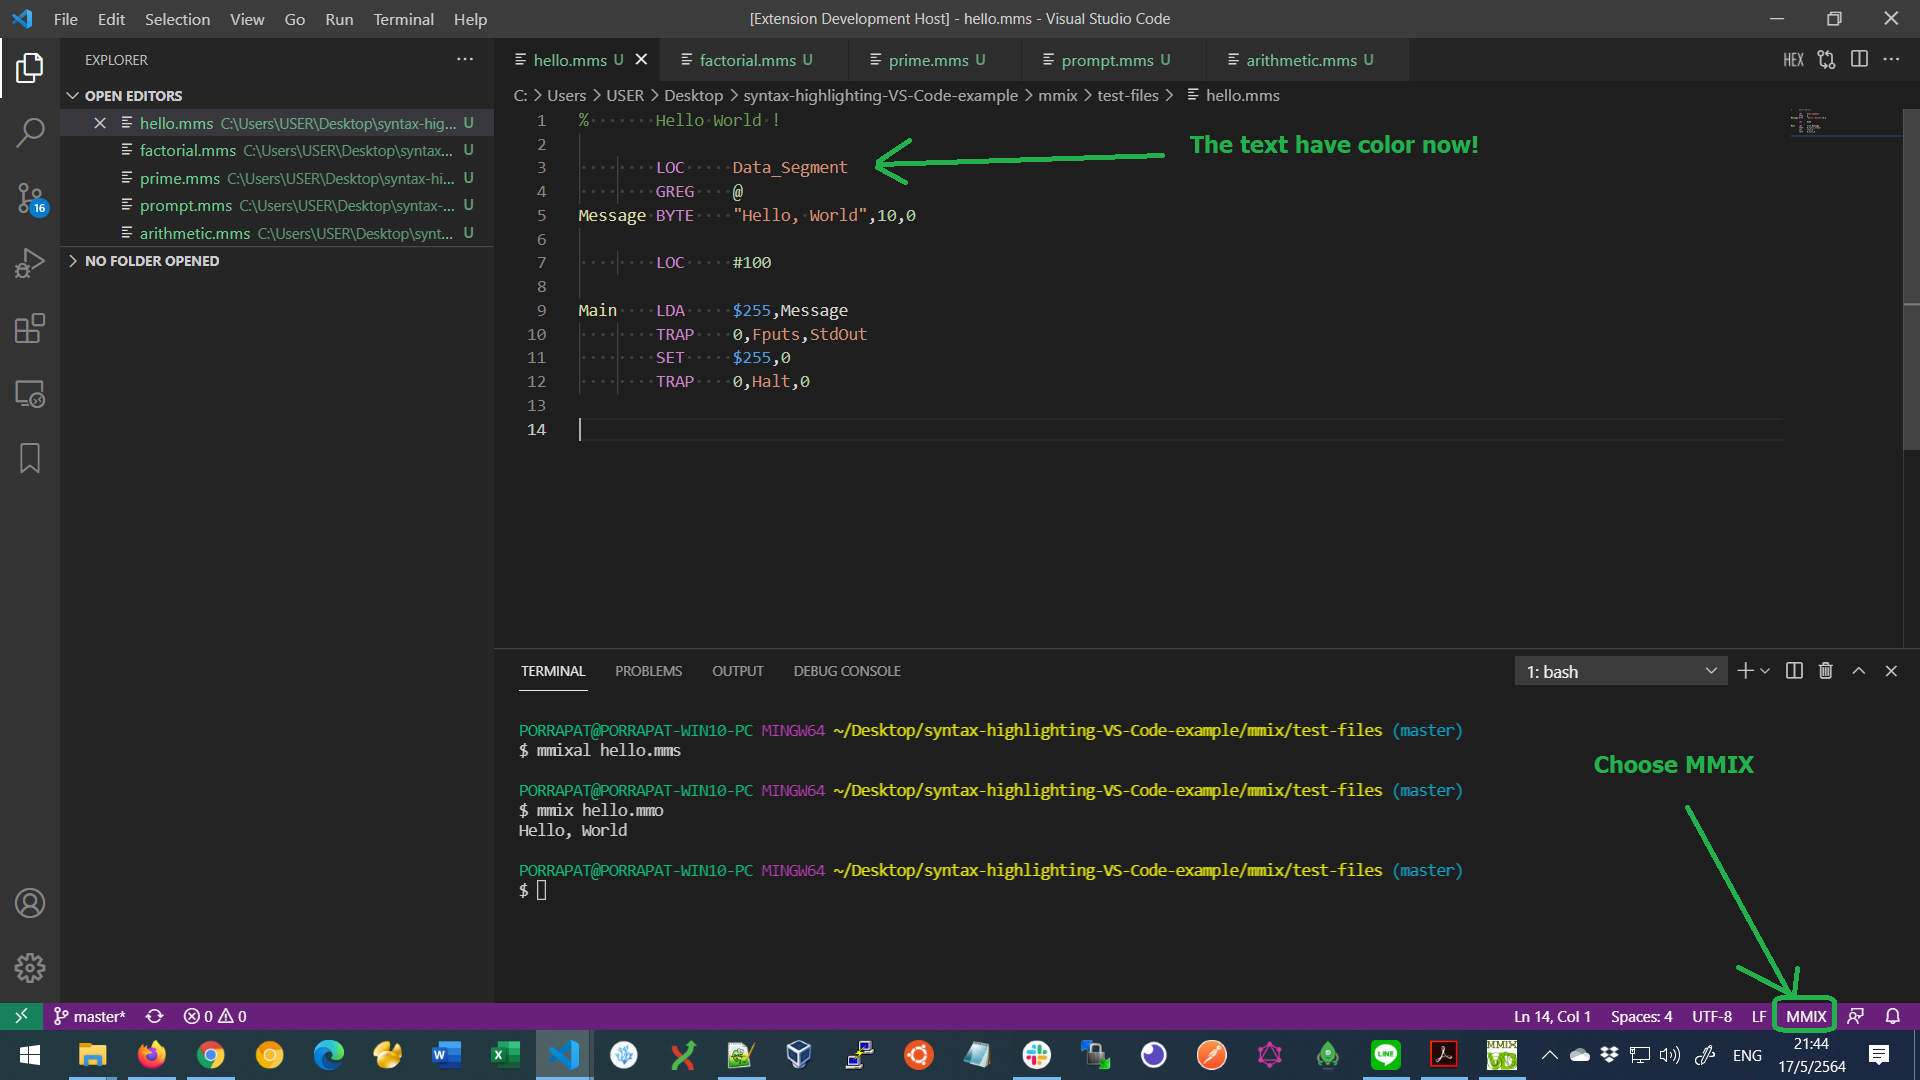 File Edit Selection View Go Run Terminal Help
[Extension Development Host] - hello.mms - Visual Studio Code
EXPLORER
OPEN EDITORS
hello.mms C:\Users\USER\Desktop\syntax-hig... U
factorial.mms C:\Users\USER\Desktop\syntax... U
prime.mms C:\Users\USER\Desktop\syntax-hi... U
prompt.mms C:\Users\USER\Desktop\syntax-... U
arithmetic.mms C:\Users\USER\Desktop\synt... U
NO FOLDER OPENED
16
hello.mms U factorial.mms U prime.mms U prompt.mms U arithmetic.mms U
HEX
C: > Users > USER > Desktop > syntax-highlighting-VS-Code-example > mmix > test-files > hello.mms
1 % Hello World !
2
3 LOC Data_Segment
4 GREG @
5 Message BYTE "Hello, World",10,0
6
7 LOC #100
8
9 Main LDA $255,Message
10 TRAP 0,Fputs,StdOut
11 SET $255,0
12 TRAP 0,Halt,0
13
14
The text have color now!
TERMINAL PROBLEMS OUTPUT DEBUG CONSOLE
1: bash
PORRAPAT@PORRAPAT-WIN10-PC MINGW64 ~/Desktop/syntax-highlighting-VS-Code-example/mmix/test-files (master)
$ mmixal hello.mms
PORRAPAT@PORRAPAT-WIN10-PC MINGW64 ~/Desktop/syntax-highlighting-VS-Code-example/mmix/test-files (master)
$ mmix hello.mmo
Hello, World
PORRAPAT@PORRAPAT-WIN10-PC MINGW64 ~/Desktop/syntax-highlighting-VS-Code-example/mmix/test-files (master)
$
Choose MMIX
master* 0 0
Ln 14, Col 1 Spaces: 4 UTF-8 LF MMIX
ENG
21:44
17/5/2564